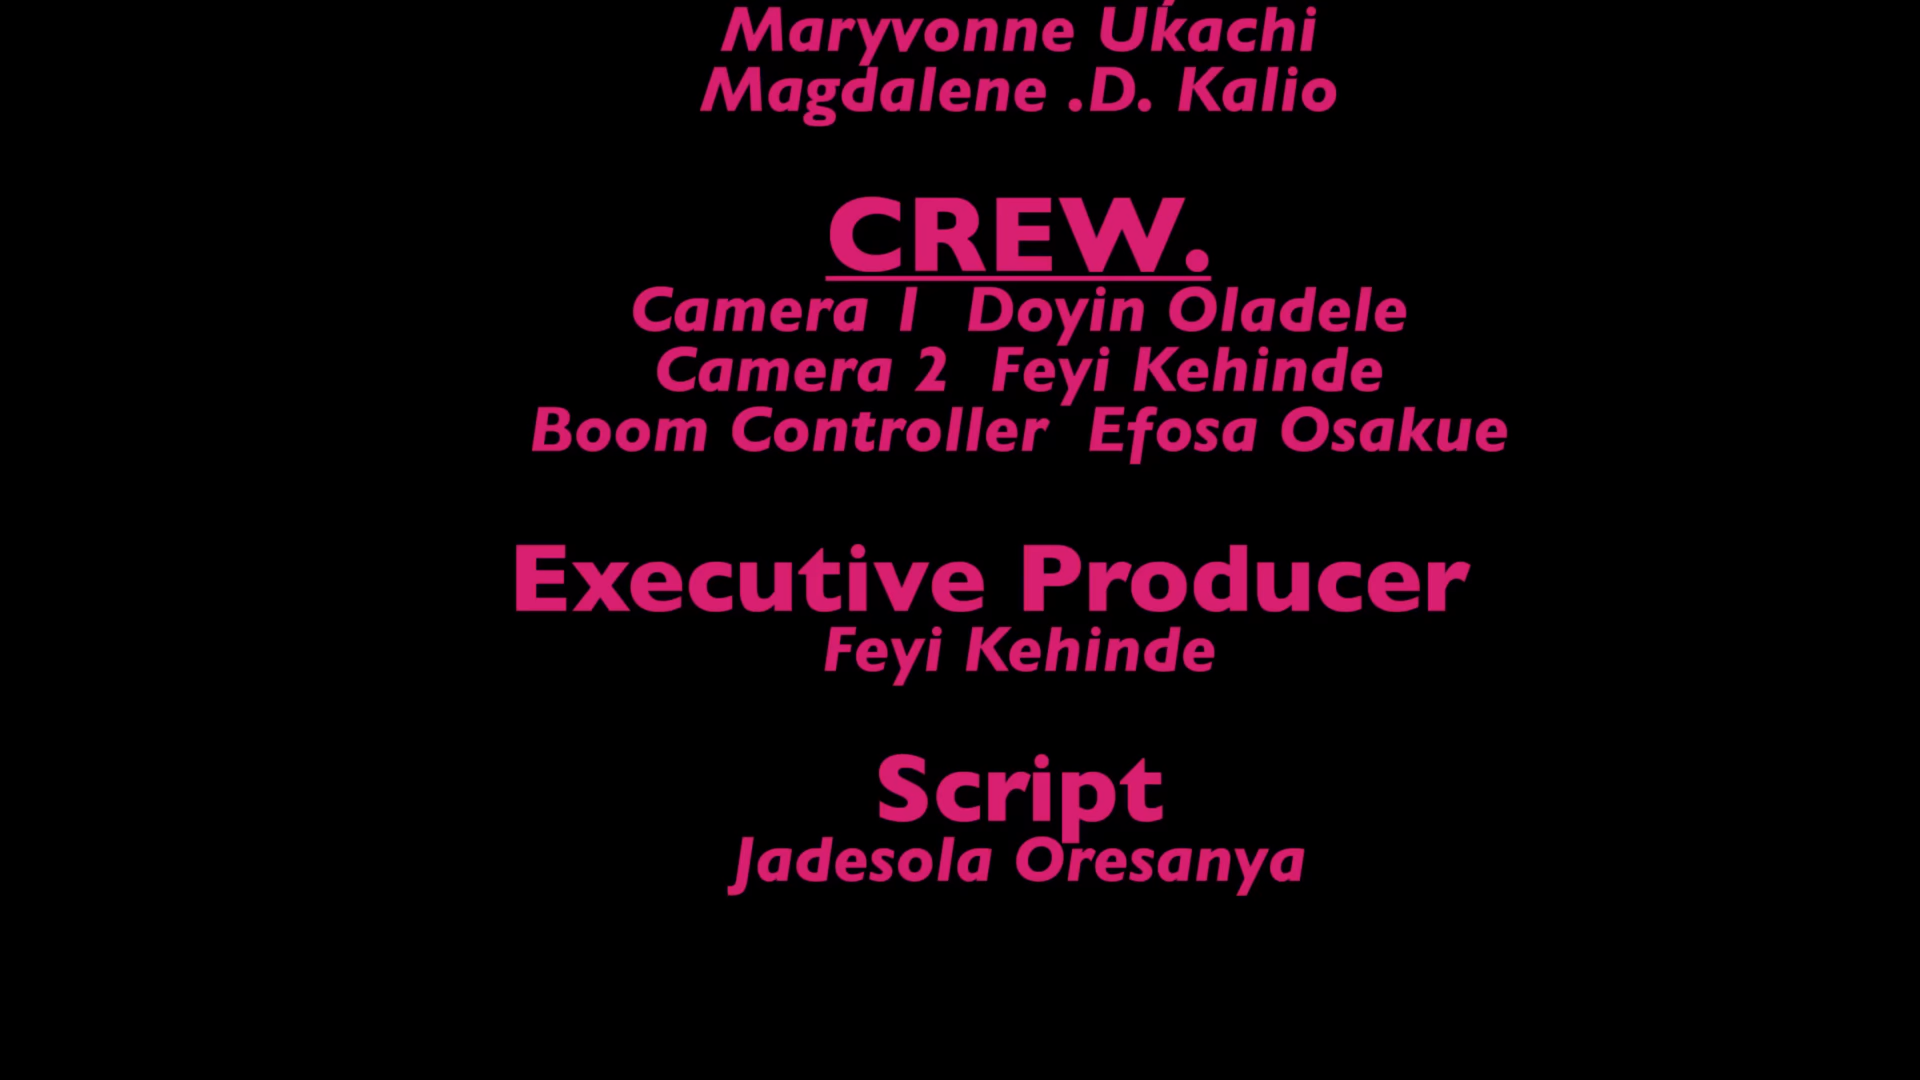 Maryvonne Ukachi
Magdalene .D. Kalio
CREW.
Camera 1 Doyin Oladele
Camera 2 Feyi Kehinde
Boom Controller Efosa Osakue
Executive Producer
Feyi Kehinde
Script
Jadesola Oresanya